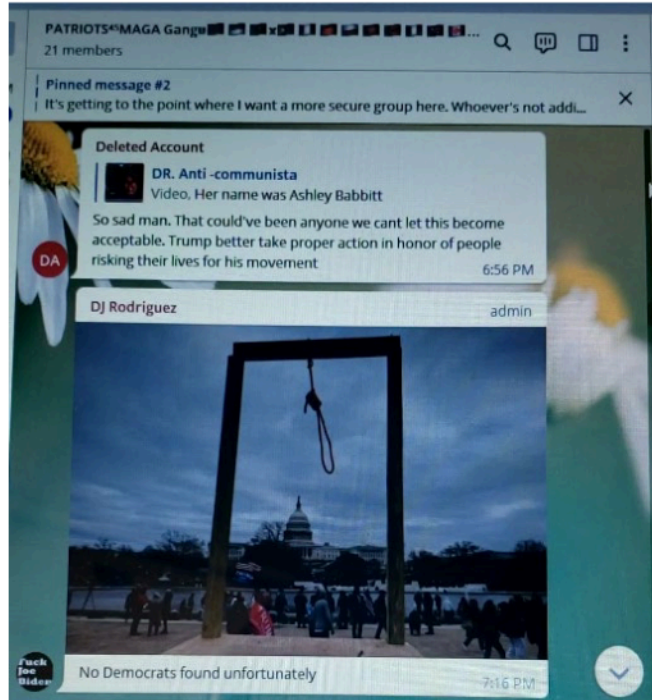 PATRIOTS45MAGA Gang
21 members
Pinned message #2
It's getting to the point where I want a more secure group here. Whoever's not addi...
Deleted Account
DR. Anti -communista
Video, Her name was Ashley Babbitt
So sad man. That could've been anyone we cant let this become
acceptable. Trump better take proper action in honor of people
risking their lives for his movement
6:56 PM
DA
DJ Rodriguez
admin
Fuck
Joe
Biden
No Democrats found unfortunately
7:16 PM